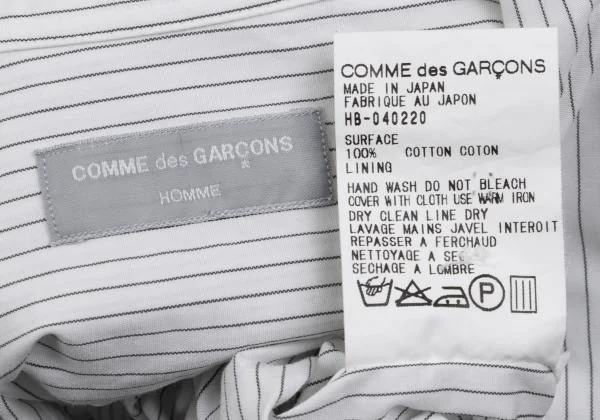 COMME des GARÇONS
HOMME
COMME des GARÇONS
MADE IN JAPAN
FABRIQUE AU JAPON
HB-040220
SURFACE
100% COTTON COTON
LINING
HAND WASH DO NOT BLEACH
COVER WITH CLOTH USE WARM IRON
DRY CLEAN LINE DRY
LAVAGE MAINS JAVEL INTERDIT
REPASSER A FERCHAUD
NETTOYAGE A SEC
SECHAGE A LOMBRE
P